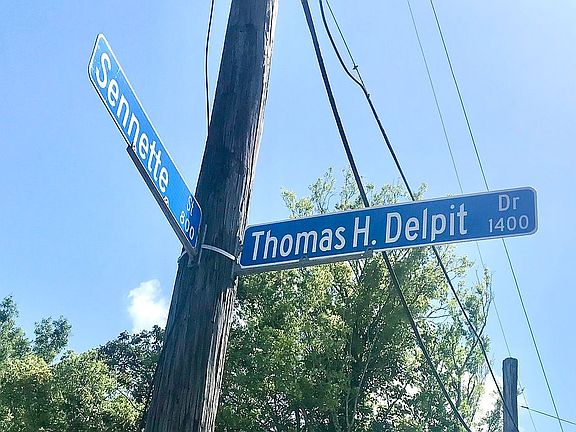 Sennette St
800
Thomas H. Delpit Dr
1400